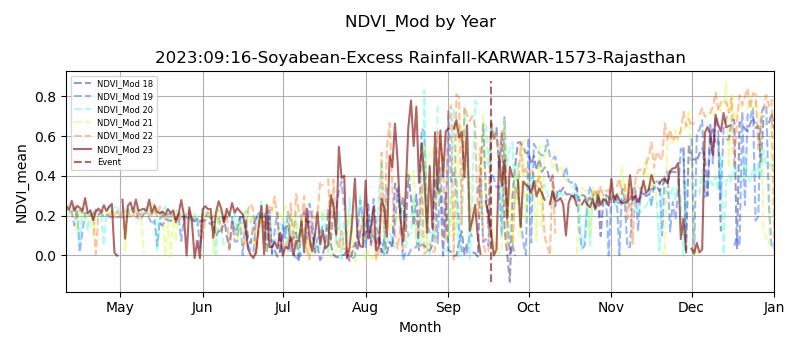 NDVI_Mod by Year
2023:09:16-Soyabean-Excess Rainfall-KARWAR-1573-Rajasthan
NDVI_mean
0.8
0.6
0.4
0.2
0.0
NDVI_Mod 18
NDVI_Mod 19
NDVI_Mod 20
NDVI_Mod 21
NDVI_Mod 22
NDVI_Mod 23
Event
May Jun Jul Aug Sep Oct Nov Dec Jan
Month